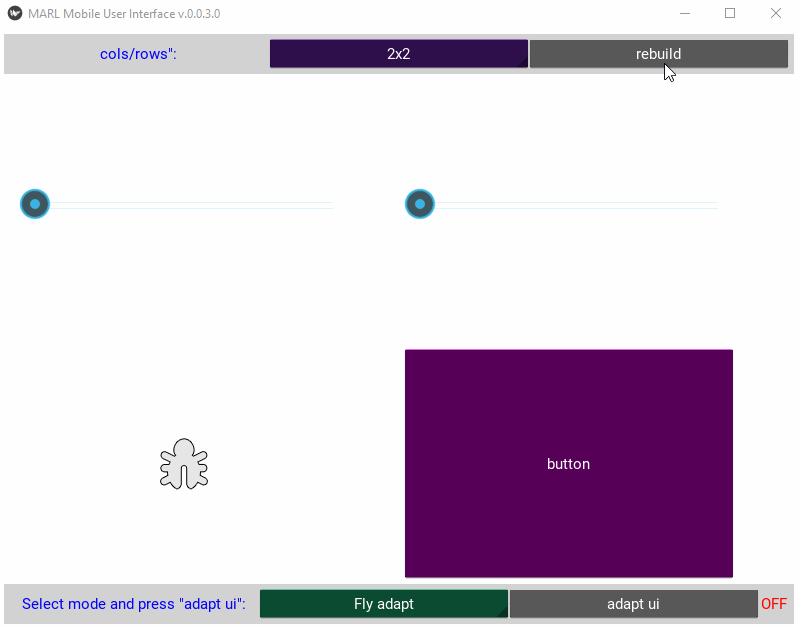 MARL Mobile User Interface v.0.0.3.0
cols/rows": 2x2 rebuild
button
Select mode and press "adapt ui": Fly adapt adapt ui OFF